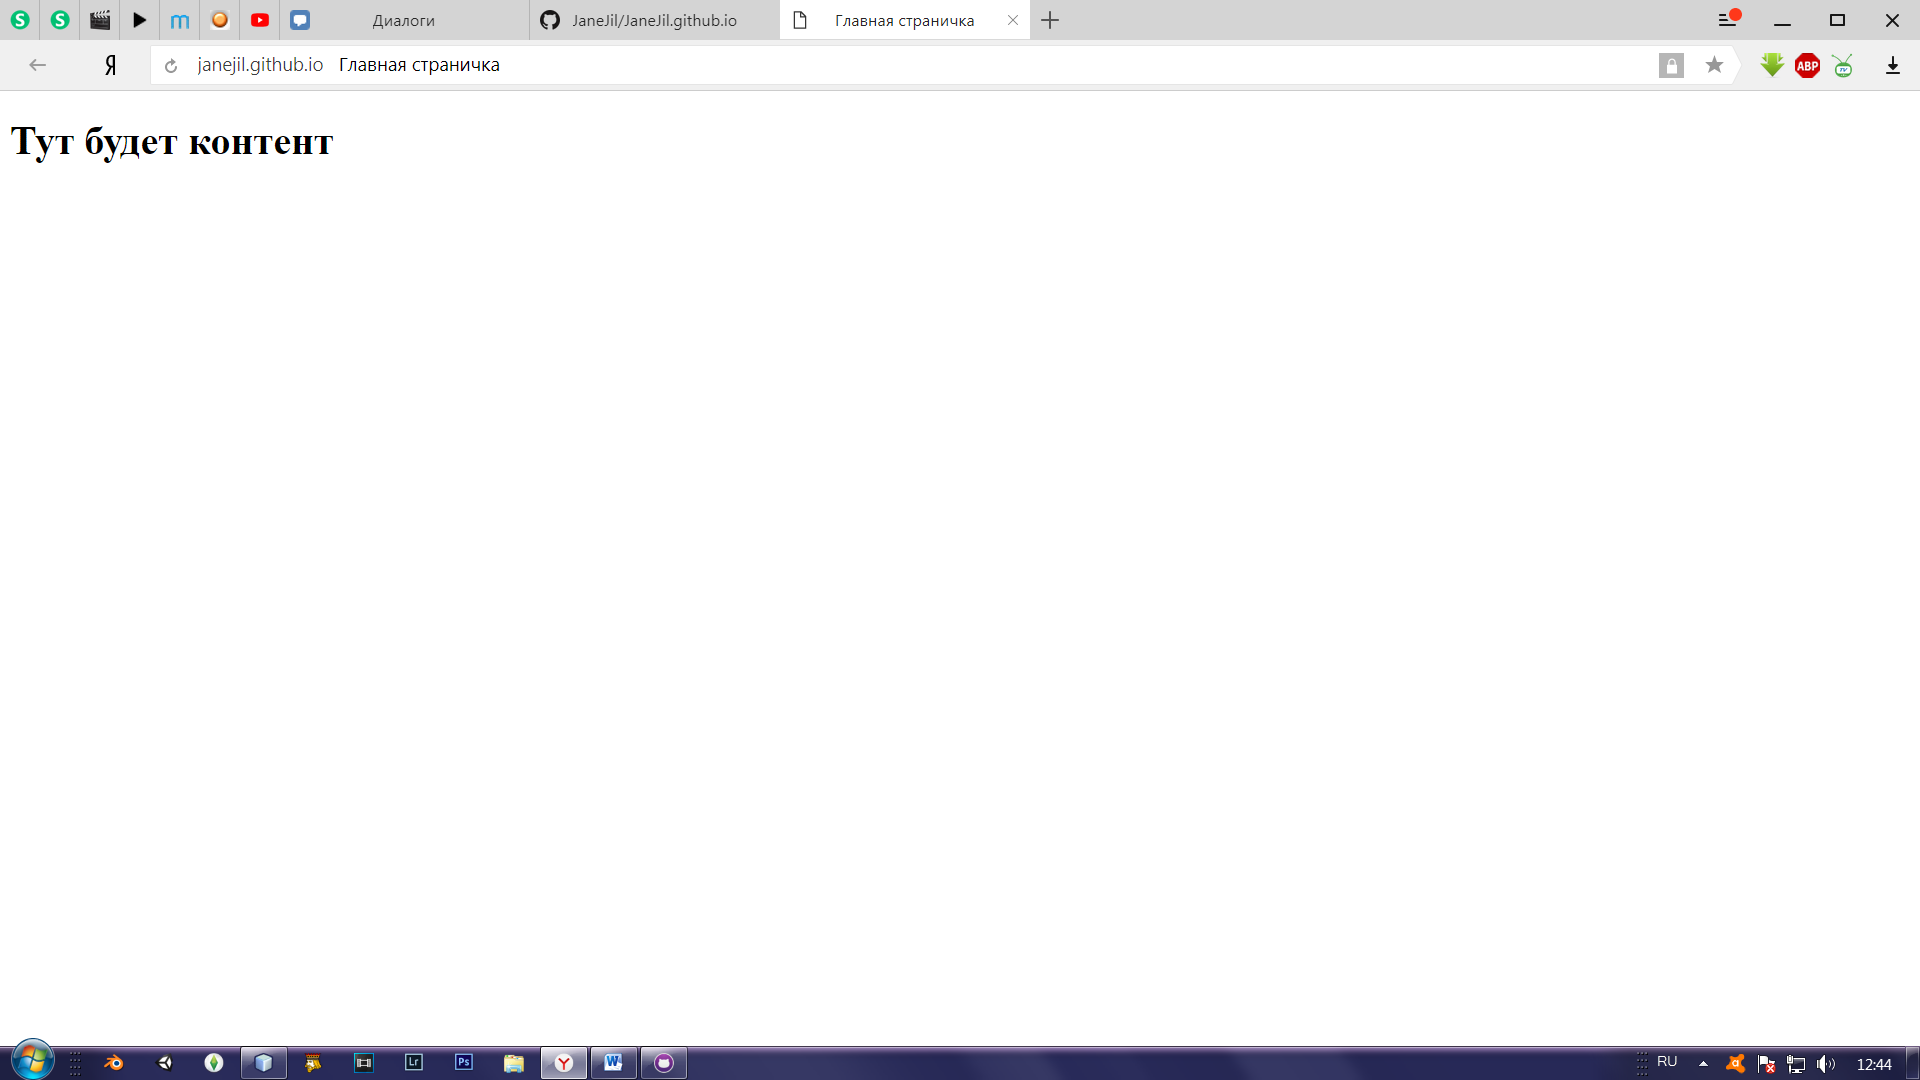 Диалоги
JaneJil/JaneJil.github.io
Главная страничка
Я
janejil.github.io Главная страничка
ABP
TV
Тут будет контент
Lr
Ps
RU
12:44